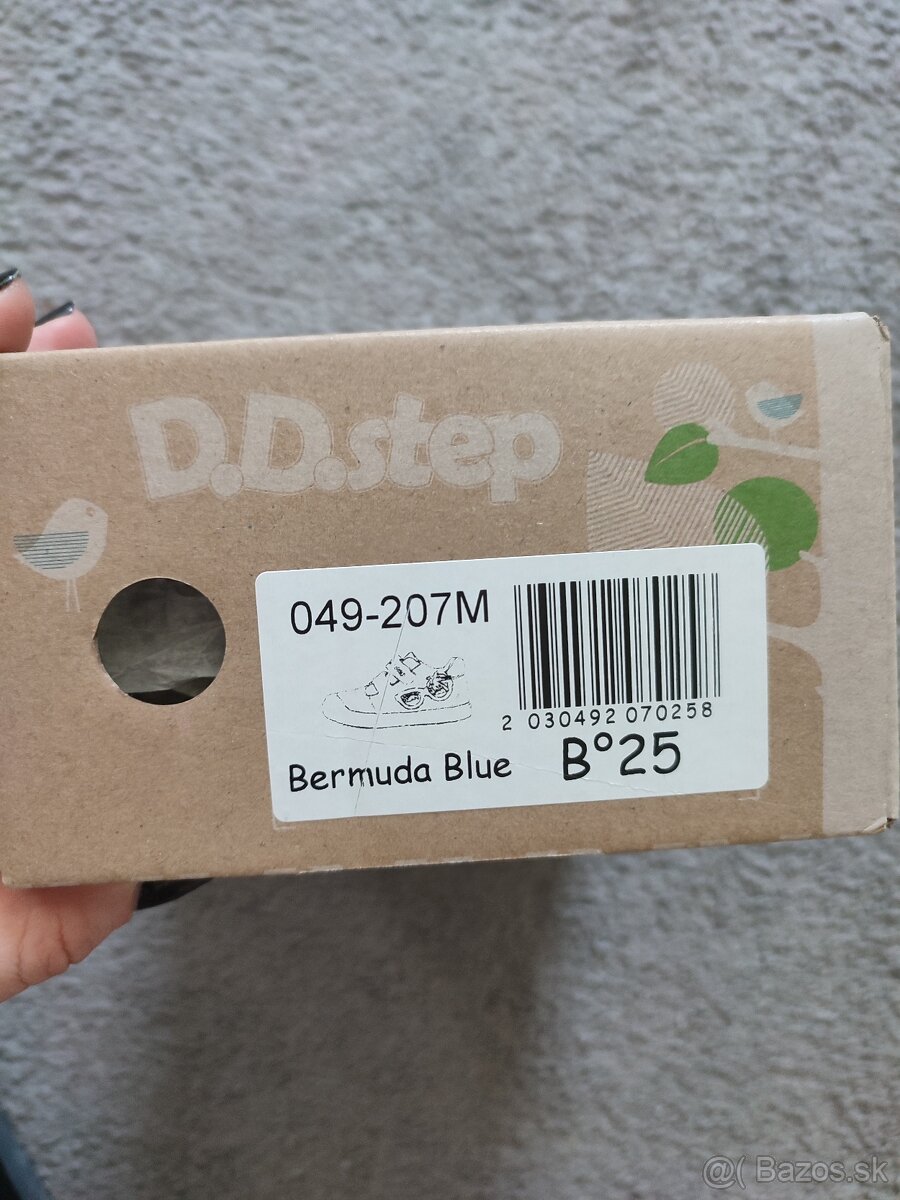 D.D.step
049-207M
2 030492 070258
Bermuda Blue B°25
@( Bazos.sk